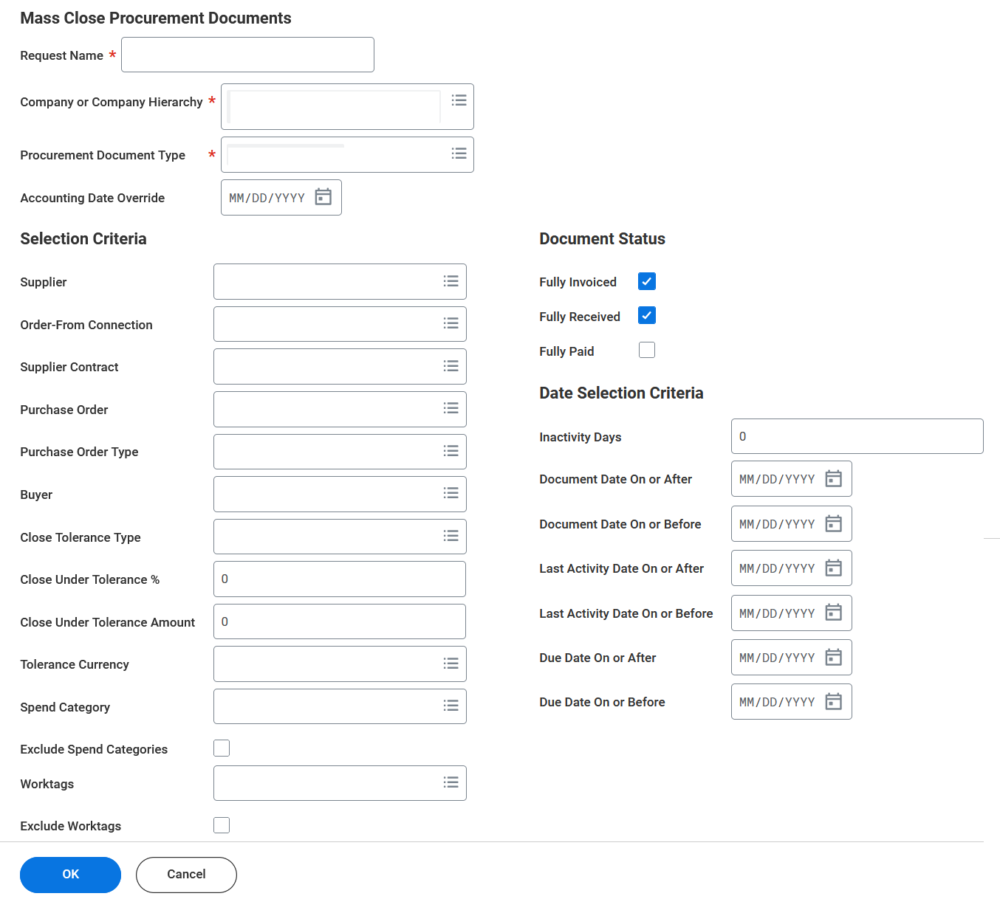 Mass Close Procurement Documents
Request Name *
Company or Company Hierarchy *
Procurement Document Type *
Accounting Date Override MM/DD/YYYY
Selection Criteria
Supplier
Order-From Connection
Supplier Contract
Purchase Order
Purchase Order Type
Buyer
Close Tolerance Type
Close Under Tolerance % 0
Close Under Tolerance Amount 0
Tolerance Currency
Spend Category
Exclude Spend Categories
Worktags
Exclude Worktags
Document Status
Fully Invoiced
Fully Received
Fully Paid
Date Selection Criteria
Inactivity Days 0
Document Date On or After MM/DD/YYYY
Document Date On or Before MM/DD/YYYY
Last Activity Date On or After MM/DD/YYYY
Last Activity Date On or Before MM/DD/YYYY
Due Date On or After MM/DD/YYYY
Due Date On or Before MM/DD/YYYY
OK Cancel